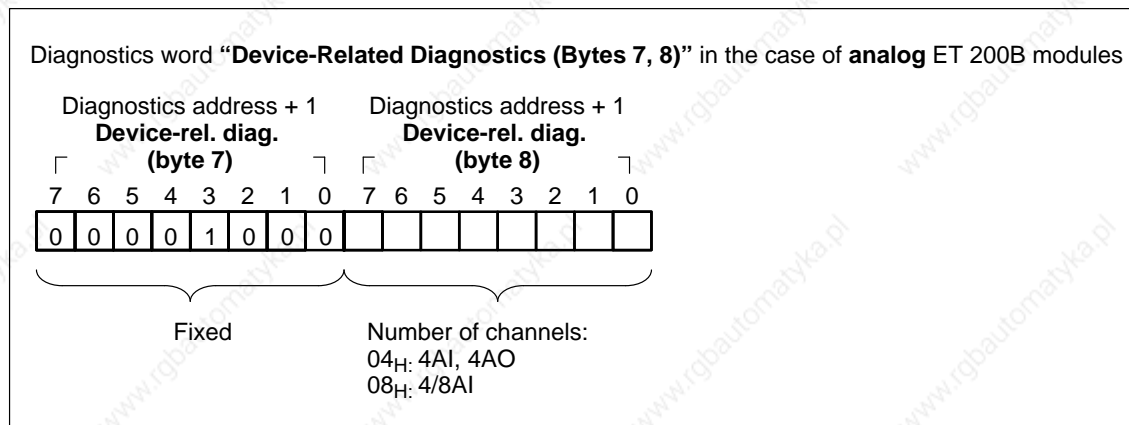 Diagnostics word “Device-Related Diagnostics (Bytes 7, 8)” in the case of analog ET 200B modules
Diagnostics address + 1 Diagnostics address + 1
Device-rel. diag. Device-rel. diag.
(byte 7) (byte 8)
7 6 5 4 3 2 1 0 7 6 5 4 3 2 1 0
0 0 0 0 1 0 0 0
Fixed Number of channels:
04H: 4AI, 4AO
08H: 4/8AI
www.rgbautomatyka.pl